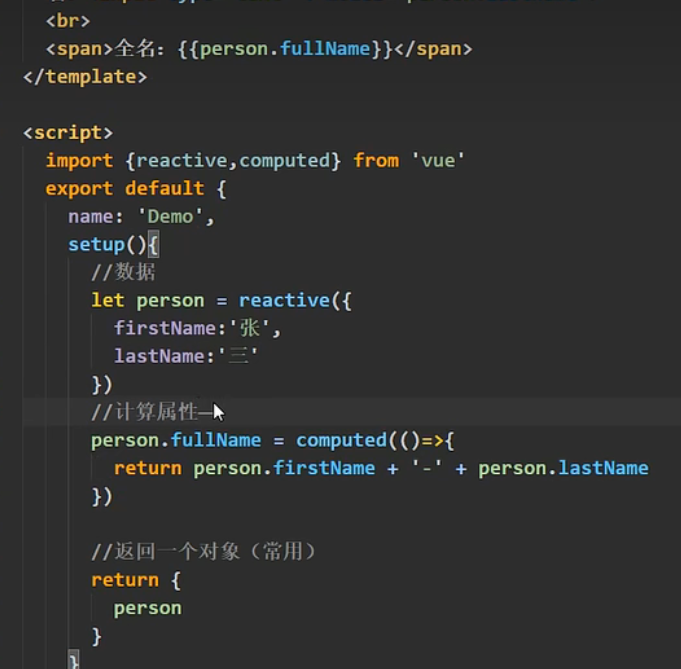 <br>
<span>全名：{{person.fullName}}</span>
</template>
<script>
import {reactive,computed} from 'vue'
export default {
name: 'Demo',
setup(){
//数据
let person = reactive({
firstName:'张',
lastName:'三'
})
//计算属性—
person.fullName = computed(()=>{
return person.firstName + '-' + person.lastName
})
//返回一个对象（常用）
return {
person
}
}